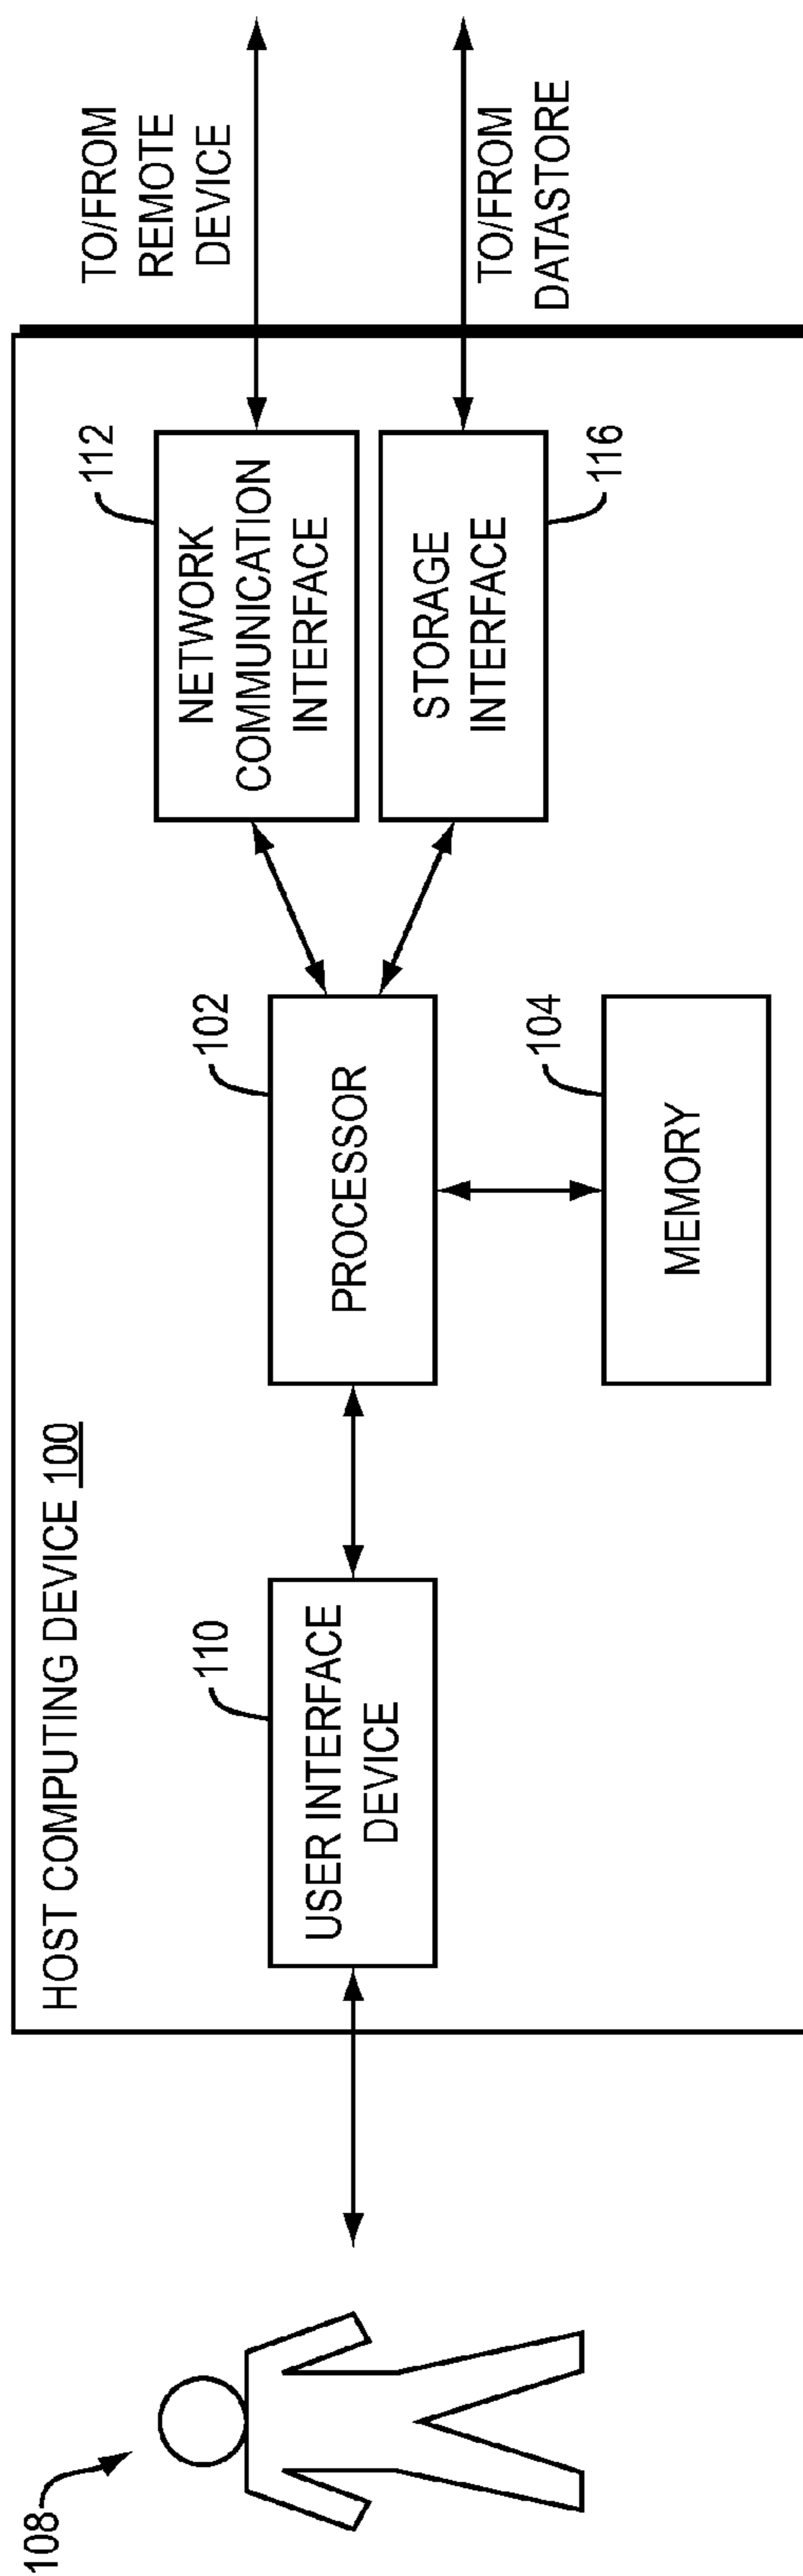 HOST COMPUTING DEVICE 100
108
110
USER INTERFACE
DEVICE
102
PROCESSOR
104
MEMORY
112
NETWORK
COMMUNICATION
INTERFACE
STORAGE
INTERFACE
116
TO/FROM
REMOTE
DEVICE
TO/FROM
DATASTORE